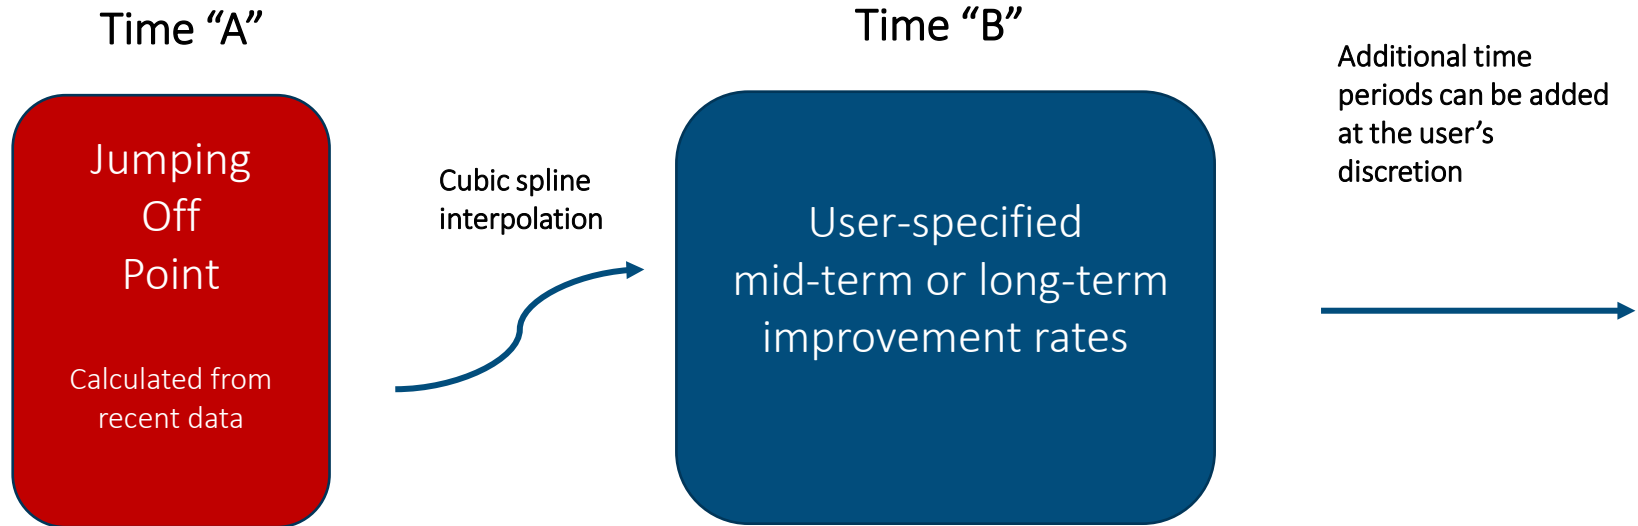 Time “A”
Jumping
Off
Point
Calculated from
recent data
Cubic spline
interpolation
Time “B”
User-specified
mid-term or long-term
improvement rates
Additional time
periods can be added
at the user’s
discretion